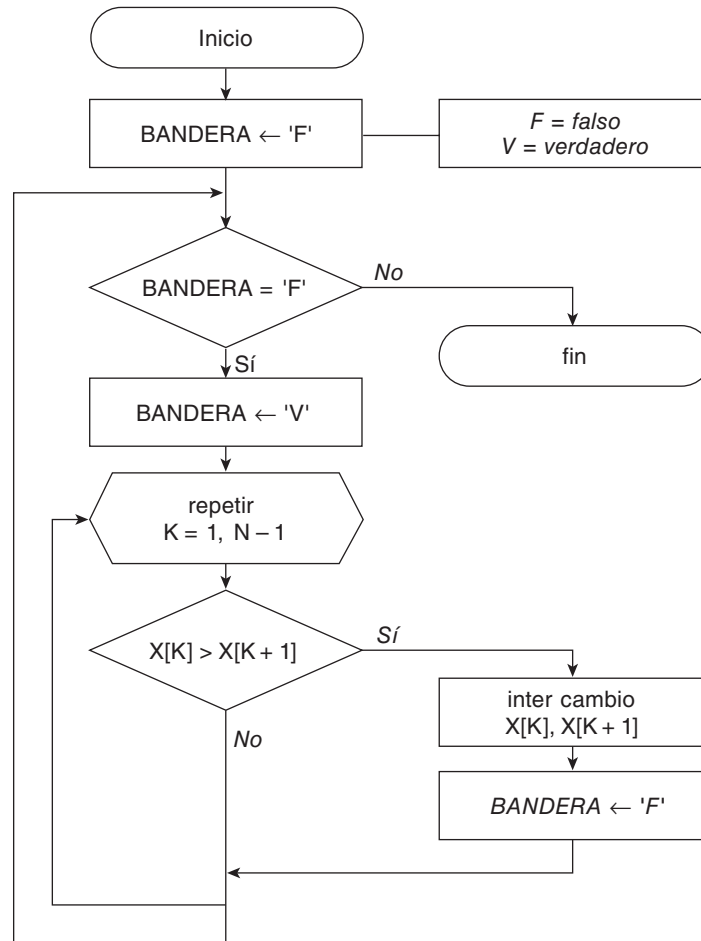 Inicio
BANDERA ← 'F'
F = falso
V = verdadero
BANDERA = 'F'
No
fin
Sí
BANDERA ← 'V'
repetir
K = 1, N – 1
X[K] > X[K + 1]
Sí
inter cambio
X[K], X[K + 1]
No
BANDERA ← 'F'